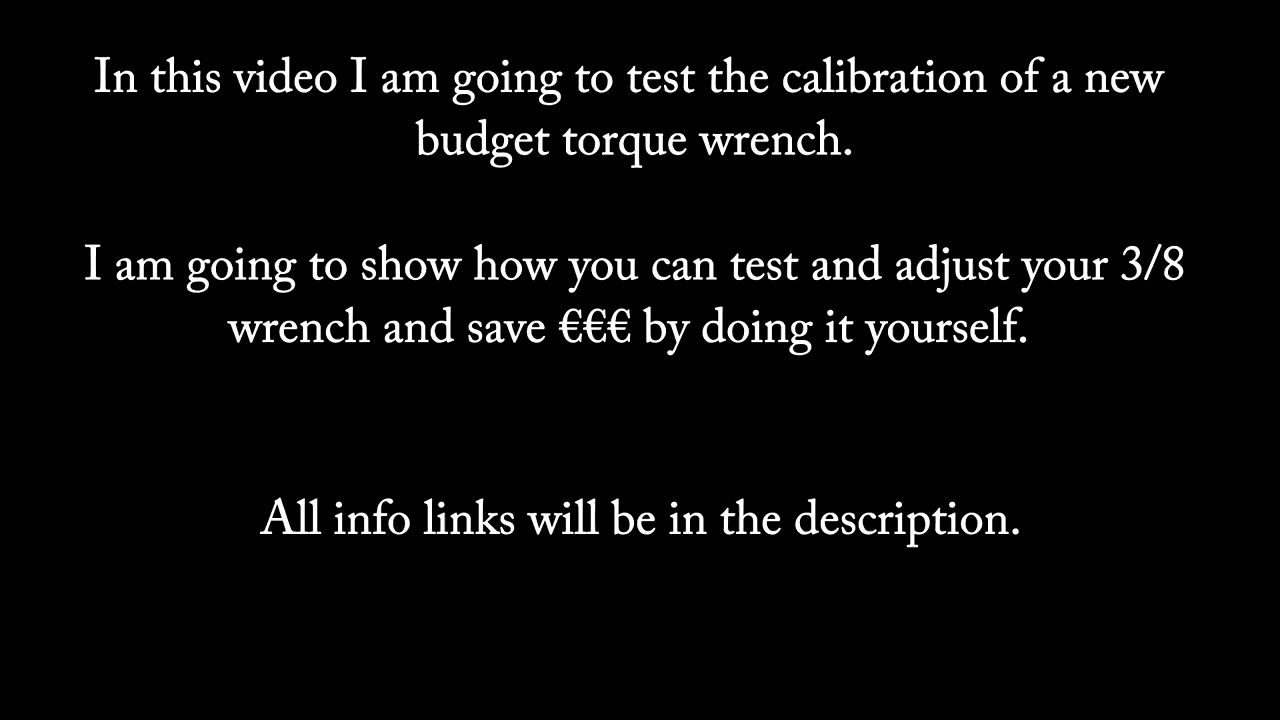 In this video I am going to test the calibration of a new
budget torque wrench.
I am going to show how you can test and adjust your 3/8
wrench and save €€€ by doing it yourself.
All info links will be in the description.